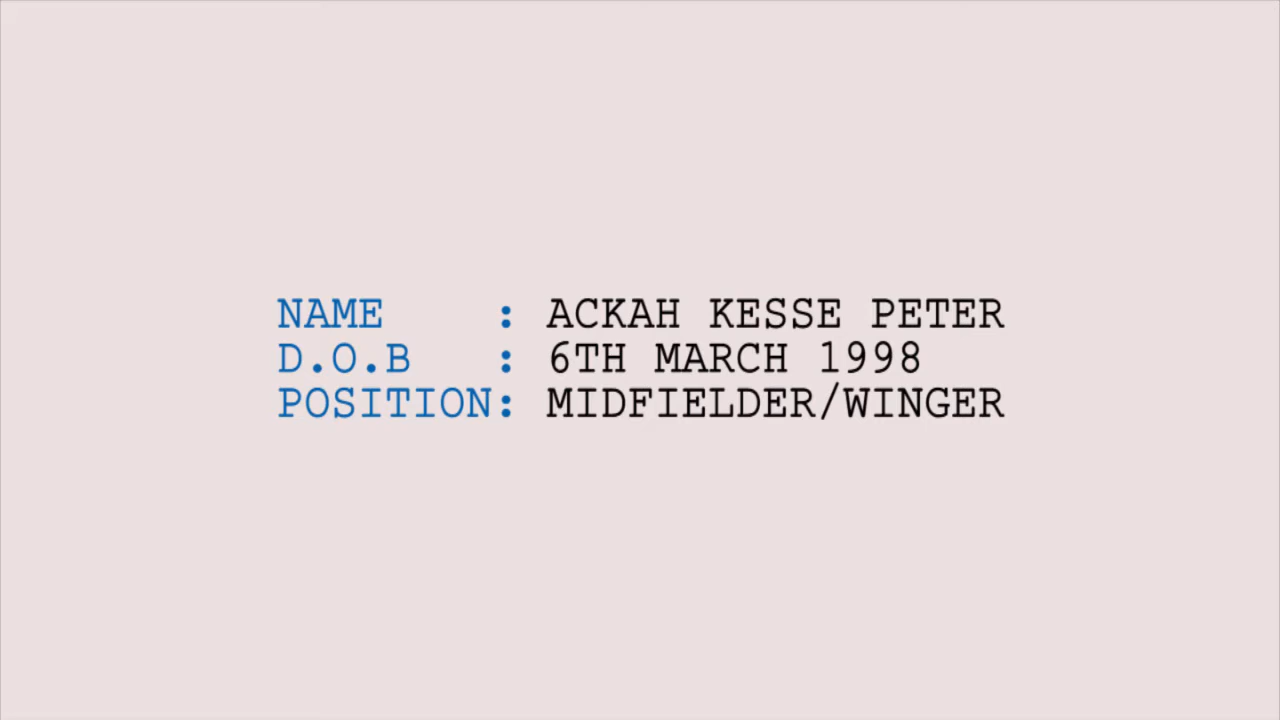 NAME : ACKAH KESSE PETER
D.O.B : 6TH MARCH 1998
POSITION: MIDFIELDER/WINGER